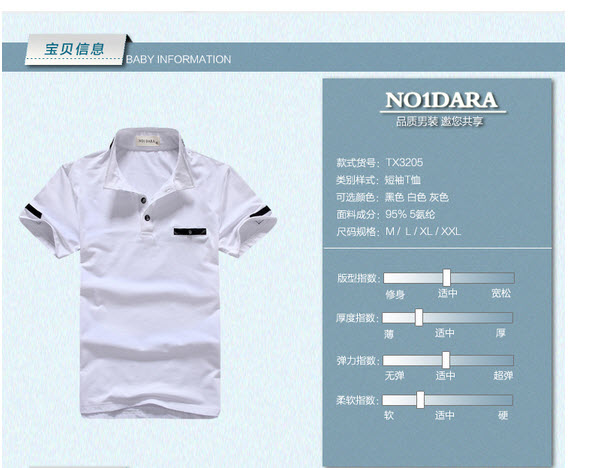 宝贝信息
BABY INFORMATION
NO1DARA
NO1DARA
品质男装 邀您共享
款式货号: TX3205
类别样式: 短袖T恤
可选颜色: 黑色 白色 灰色
面料成分: 95% 5氨纶
尺码规格: M / L / XL / XXL
版型指数:
修身 适中 宽松
厚度指数:
薄 适中 厚
弹力指数:
无弹 适中 超弹
柔软指数:
软 适中 硬